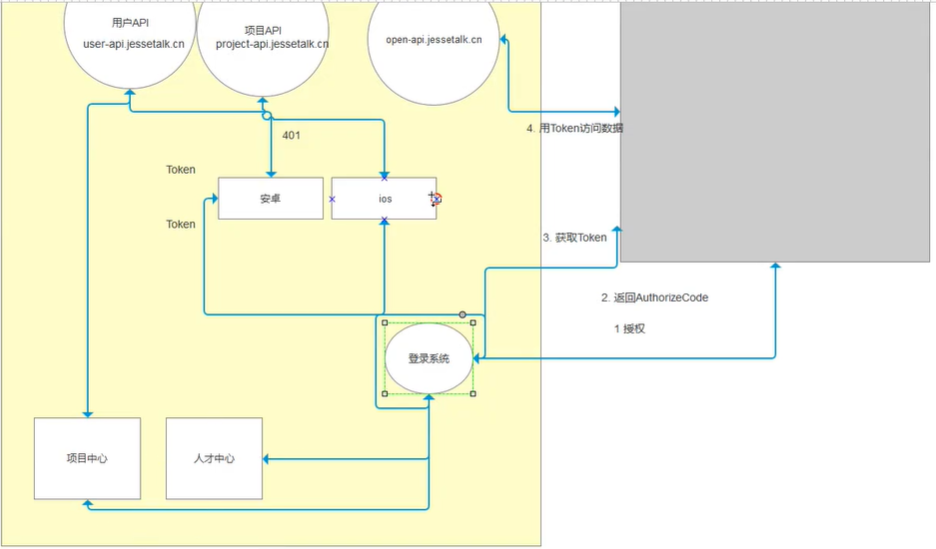 用户API
user-api.jessetalk.cn
项目API
project-api.jessetalk.cn
open-api.jessetalk.cn
4. 用Token访问数据
401
Token
安卓
ios
Token
3. 获取Token
2. 返回AuthorizeCode
1 授权
登录系统
项目中心
人才中心